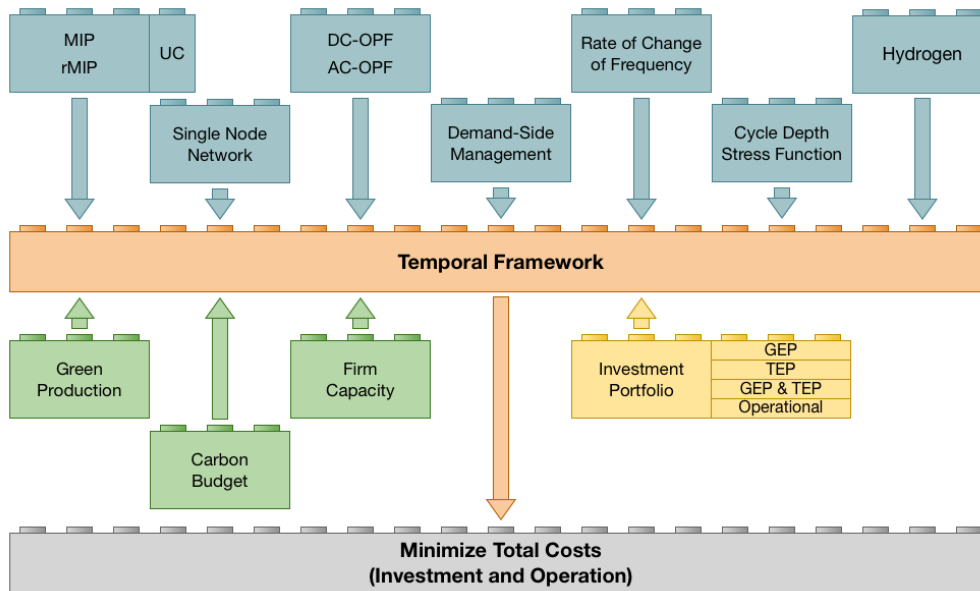 MIP
rMIP
UC
DC-OPF
AC-OPF
Rate of Change
of Frequency
Hydrogen
Single Node
Network
Demand-Side
Management
Cycle Depth
Stress Function
Temporal Framework
Green
Production
Firm
Capacity
Investment
Portfolio
GEP
TEP
GEP & TEP
Operational
Carbon
Budget
Minimize Total Costs
(Investment and Operation)